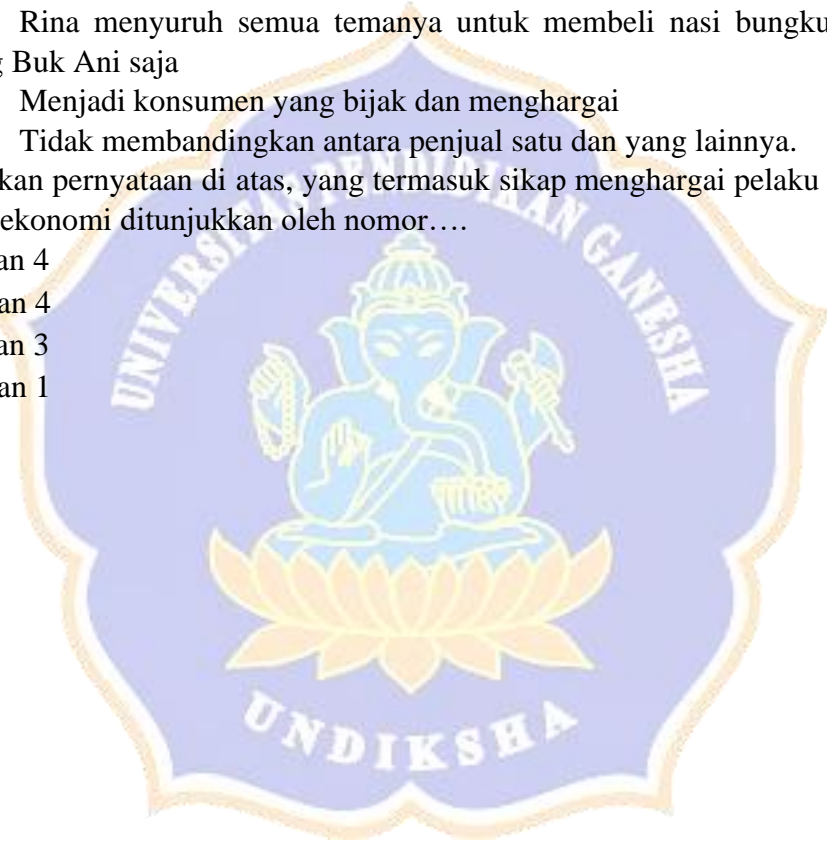 Rina menyuruh semua temanya untuk membeli nasi bungku
Buk Ani saja
Menjadi konsumen yang bijak dan menghargai
Tidak membandingkan antara penjual satu dan yang lainnya.
kan pernyataan di atas, yang termasuk sikap menghargai pelaku
ekonomi ditunjukkan oleh nomor….
an 4
an 4
an 3
an 1
UNIVERSITAS PENDIDIKAN GANESHA
UNDIKSHA